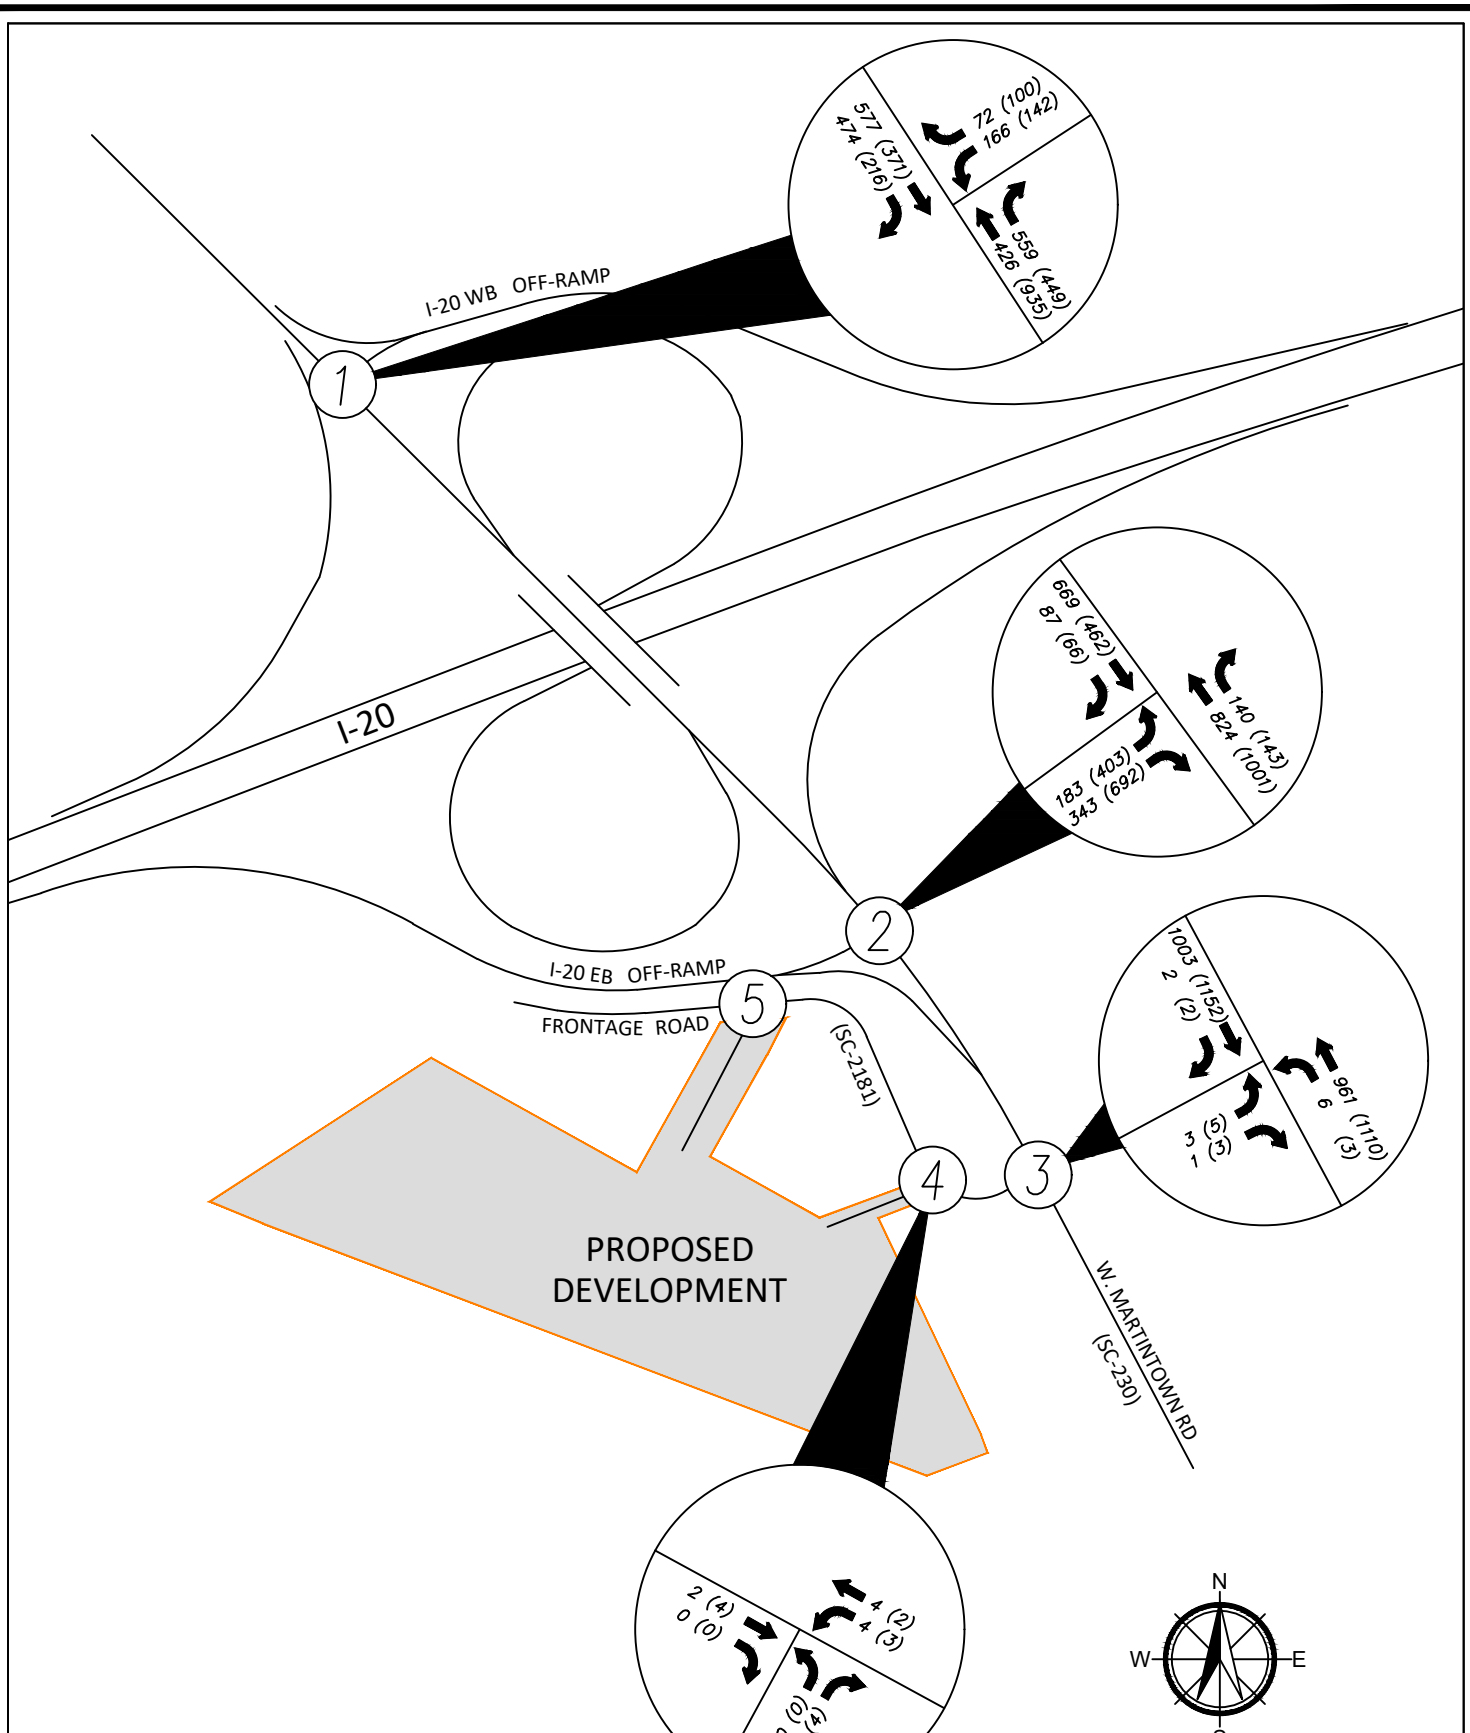 577 (371)
474 (216)
72 (100)
166 (142)
559 (449)
426 (935)
I-20 WB OFF-RAMP
1
I-20
669 (462)
87 (66)
140 (143)
824 (1001)
183 (403)
343 (692)
2
I-20 EB OFF-RAMP
5
FRONTAGE ROAD
(SC-2181)
1003 (1152)
2 (2)
961 (1110)
6 (3)
3 (5)
1 (3)
4
3
PROPOSED
DEVELOPMENT
W. MARTINTOWN RD
(SC-230)
2 (4)
0 (0)
4 (2)
4 (3)
(0)
(4)
N
W
E